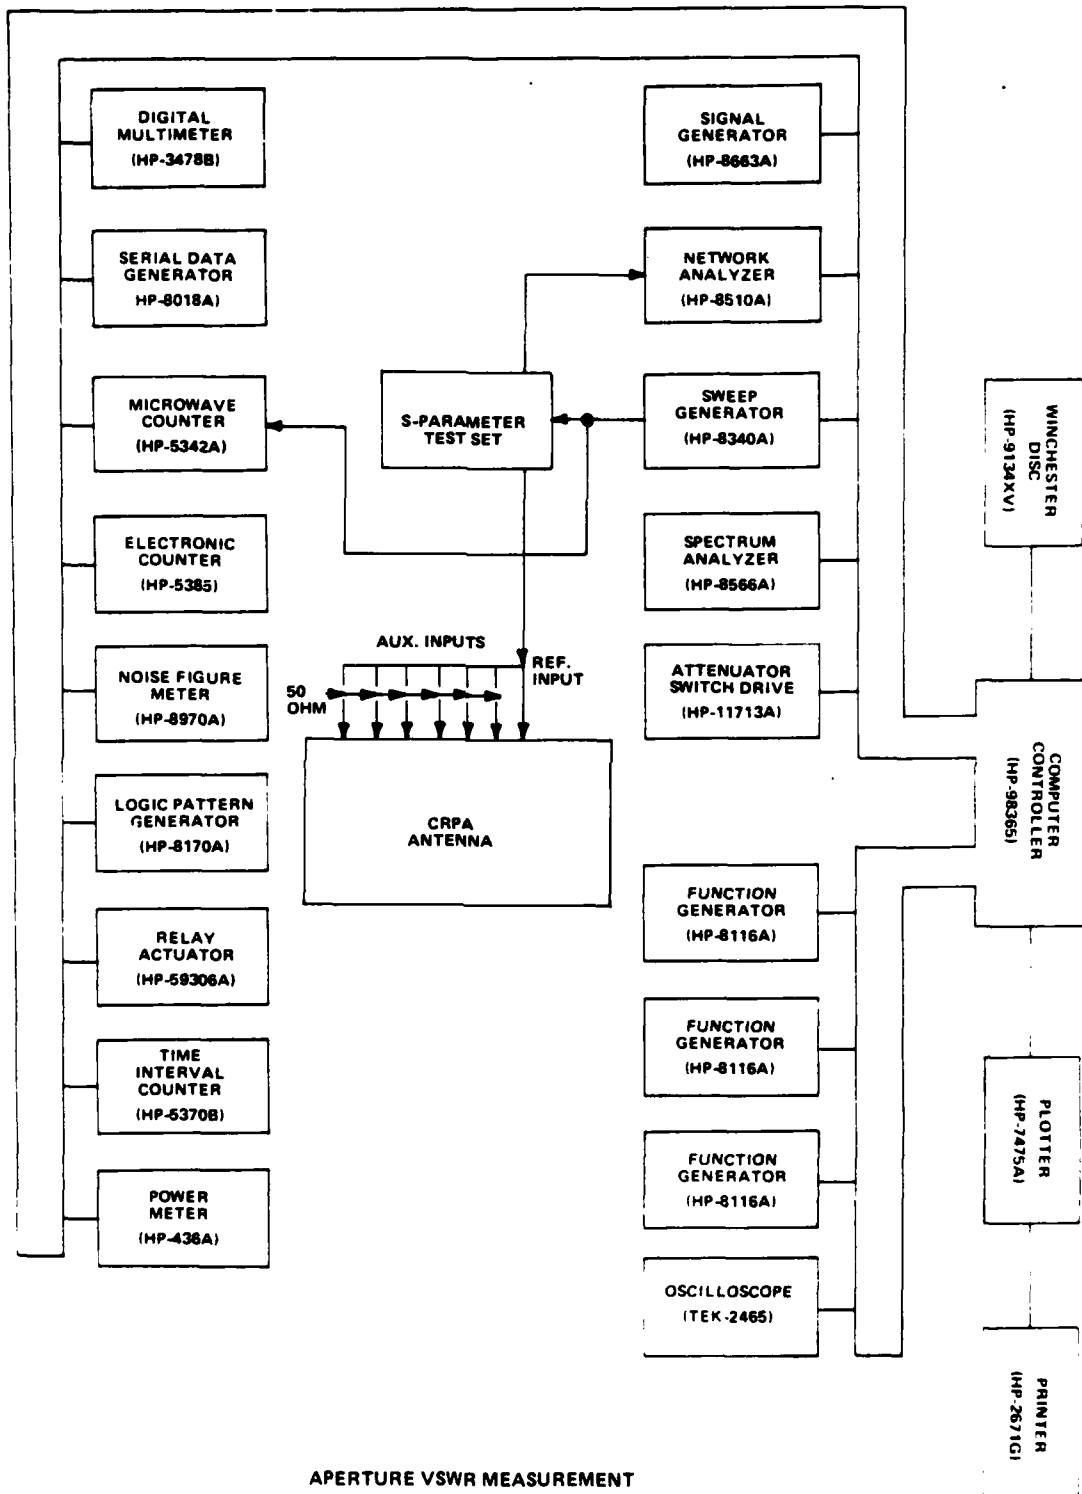 DIGITAL
MULTIMETER
(HP-3478B)
SERIAL DATA
GENERATOR
HP-8018A)
MICROWAVE
COUNTER
(HP-5342A)
ELECTRONIC
COUNTER
(HP-5385)
NOISE FIGURE
METER
(HP-8970A)
LOGIC PATTERN
GENERATOR
(HP-8170A)
RELAY
ACTUATOR
(HP-59306A)
TIME
INTERVAL
COUNTER
(HP-5370B)
POWER
METER
(HP-436A)
S-PARAMETER
TEST SET
AUX. INPUTS
REF.
INPUT
50
OHM
CRPA
ANTENNA
SIGNAL
GENERATOR
(HP-8663A)
NETWORK
ANALYZER
(HP-8510A)
SWEEP
GENERATOR
(HP-8340A)
SPECTRUM
ANALYZER
(HP-8566A)
ATTENUATOR
SWITCH DRIVE
(HP-11713A)
FUNCTION
GENERATOR
(HP-8116A)
FUNCTION
GENERATOR
(HP-8116A)
FUNCTION
GENERATOR
(HP-8116A)
OSCILLOSCOPE
(TEK-2465)
WINCHESTER
DISC
(HP-9134XV)
COMPUTER
CONTROLLER
(HP-98365)
PLOTTER
(HP-7475A)
PRINTER
(HP-2671G)
APERTURE VSWR MEASUREMENT